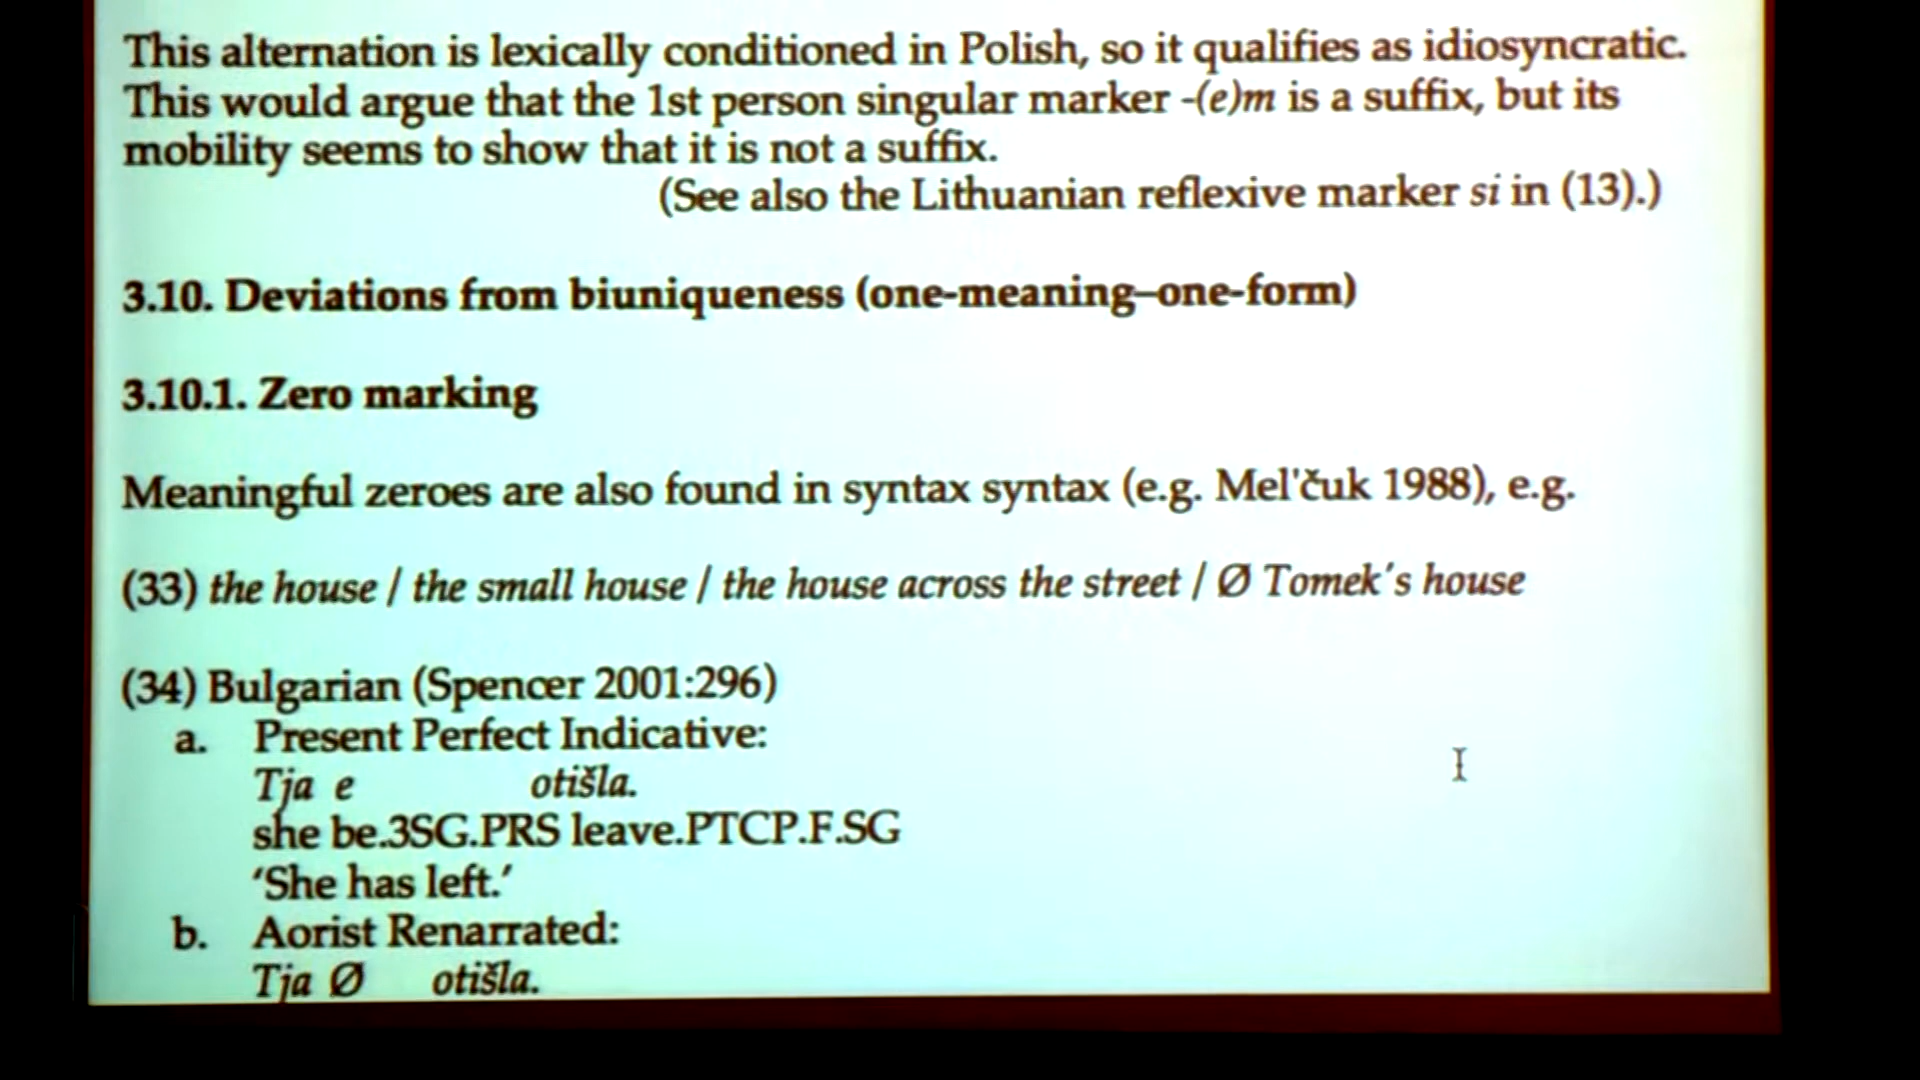 This alternation is lexically conditioned in Polish, so it qualifies as idiosyncratic.
This would argue that the 1st person singular marker -(e)m is a suffix, but its
mobility seems to show that it is not a suffix.
(See also the Lithuanian reflexive marker si in (13).)
3.10. Deviations from biuniqueness (one-meaning–one-form)
3.10.1. Zero marking
Meaningful zeroes are also found in syntax syntax (e.g. Mel'čuk 1988), e.g.
(33) the house / the small house / the house across the street / Ø Tomek's house
(34) Bulgarian (Spencer 2001:296)
a. Present Perfect Indicative:
Tja e otišla.
she be.3SG.PRS leave.PTCP.F.SG
‘She has left.’
b. Aorist Renarrated:
Tja Ø otišla.